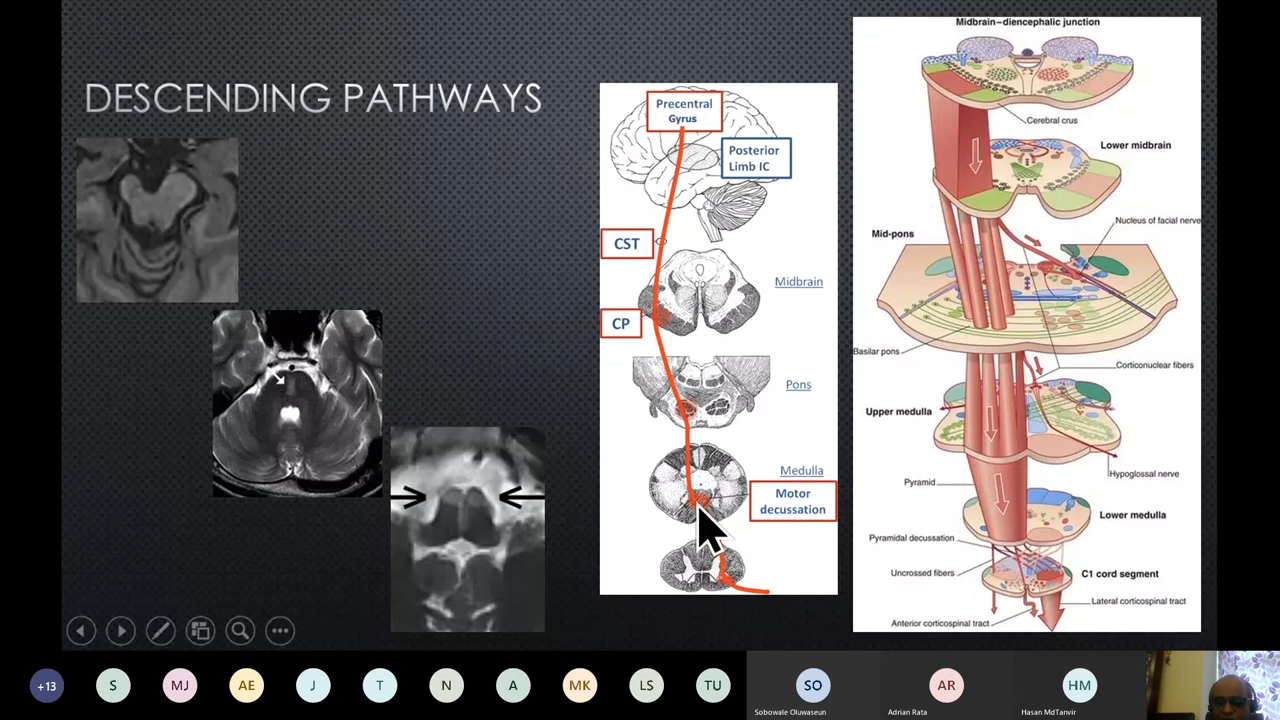 DESCENDING PATHWAYS
Precentral
Gyrus
Posterior
Limb IC
CST
CP
Midbrain
Pons
Medulla
Motor
decussation
Midbrain–diencephalic junction
Cerebral crus
Lower midbrain
Nucleus of facial nerve
Mid-pons
Basilar pons
Corticonuclear fibers
Upper medulla
Hypoglossal nerve
Pyramid
Lower medulla
Pyramidal decussation
Uncrossed fibers
C1 cord segment
Lateral corticospinal tract
Anterior corticospinal tract
+13
S
MJ
AE
J
T
N
A
MK
LS
TU
SO
AR
HM
Sobowale Oluwaseun
Adrian Rata
Hasan MdTanvir